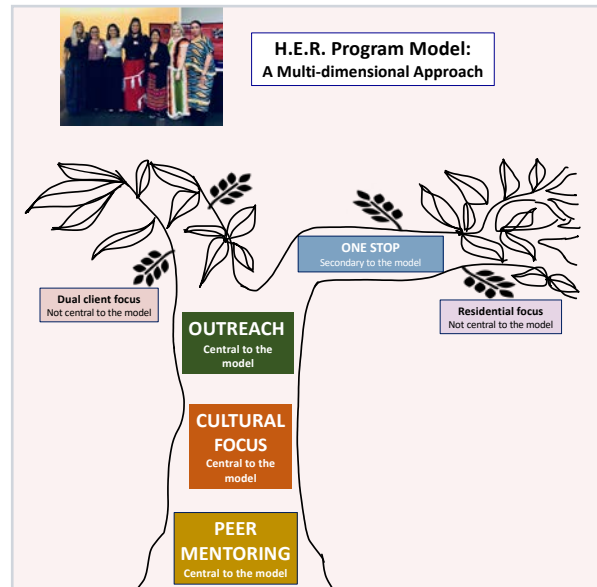 H.E.R. Program Model:
A Multi-dimensional Approach
ONE STOP
Secondary to the model
Dual client focus
Not central to the model
Residential focus
Not central to the model
OUTREACH
Central to the
model
CULTURAL
FOCUS
Central to the
model
PEER
MENTORING
Central to the model